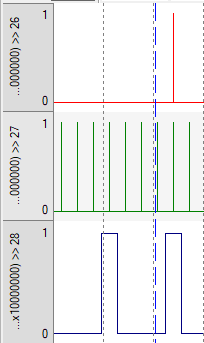 ...000000) >> 26
1
0
...000000) >> 27
1
0
...x10000000) >> 28
1
0